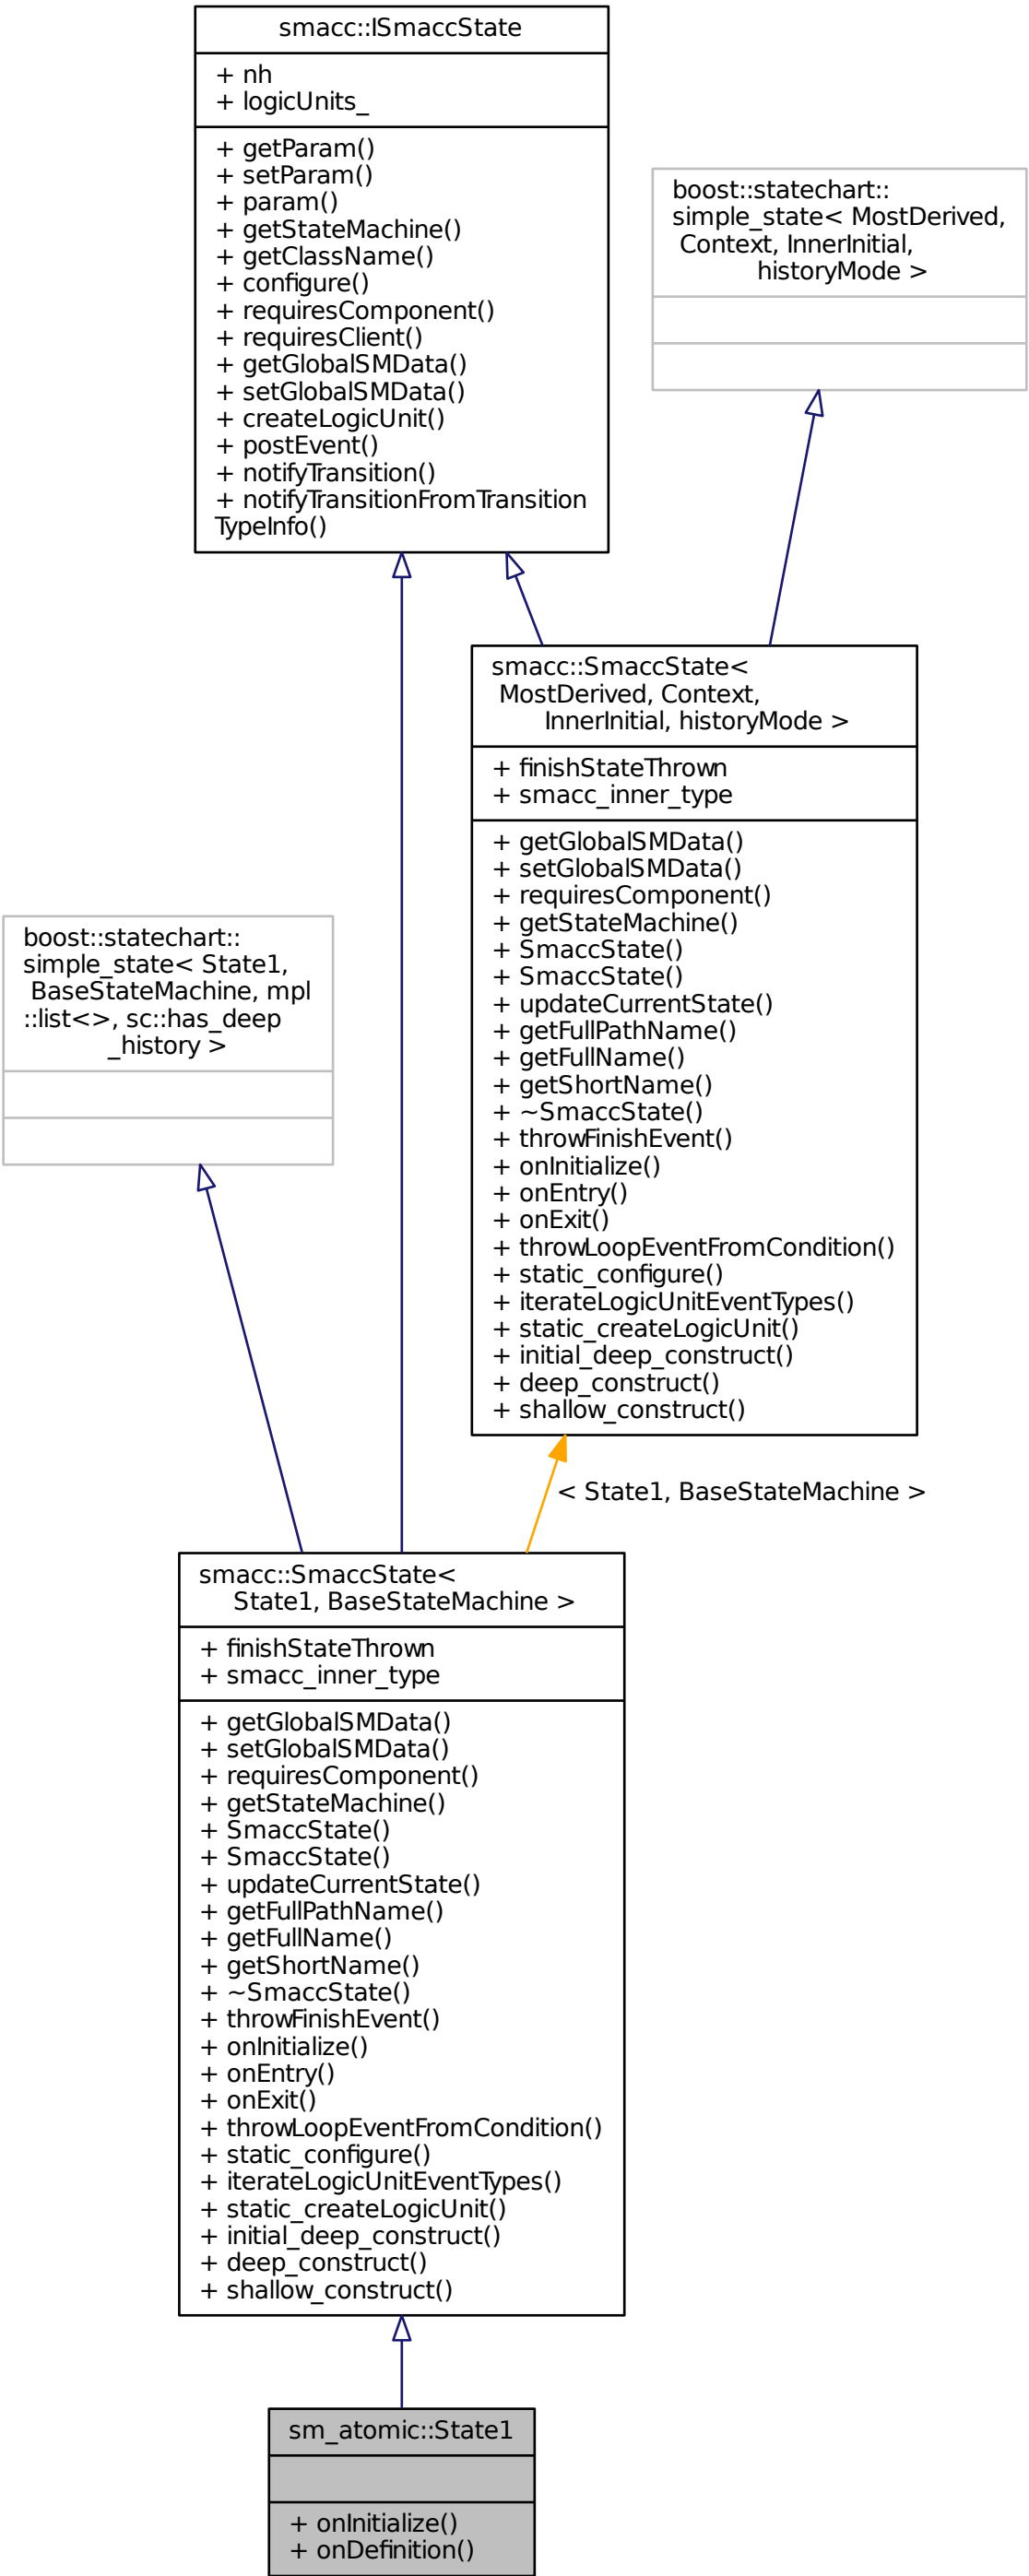 smacc::ISmaccState
+ nh
+ logicUnits_
+ getParam()
+ setParam()
+ param()
+ getStateMachine()
+ getClassName()
+ configure()
+ requiresComponent()
+ requiresClient()
+ getGlobalSMData()
+ setGlobalSMData()
+ createLogicUnit()
+ postEvent()
+ notifyTransition()
+ notifyTransitionFromTransition
TypeInfo()
boost::statechart::
simple_state< MostDerived,
Context, InnerInitial,
historyMode >
smacc::SmaccState<
MostDerived, Context,
InnerInitial, historyMode >
+ finishStateThrown
+ smacc_inner_type
+ getGlobalSMData()
+ setGlobalSMData()
+ requiresComponent()
+ getStateMachine()
+ SmaccState()
+ SmaccState()
+ updateCurrentState()
+ getFullPathName()
+ getFullName()
+ getShortName()
+ ~SmaccState()
+ throwFinishEvent()
+ onInitialize()
+ onEntry()
+ onExit()
+ throwLoopEventFromCondition()
+ static_configure()
+ iterateLogicUnitEventTypes()
+ static_createLogicUnit()
+ initial_deep_construct()
+ deep_construct()
+ shallow_construct()
boost::statechart::
simple_state< State1,
BaseStateMachine, mpl
::list<>, sc::has_deep
_history >
< State1, BaseStateMachine >
smacc::SmaccState<
State1, BaseStateMachine >
+ finishStateThrown
+ smacc_inner_type
+ getGlobalSMData()
+ setGlobalSMData()
+ requiresComponent()
+ getStateMachine()
+ SmaccState()
+ SmaccState()
+ updateCurrentState()
+ getFullPathName()
+ getFullName()
+ getShortName()
+ ~SmaccState()
+ throwFinishEvent()
+ onInitialize()
+ onEntry()
+ onExit()
+ throwLoopEventFromCondition()
+ static_configure()
+ iterateLogicUnitEventTypes()
+ static_createLogicUnit()
+ initial_deep_construct()
+ deep_construct()
+ shallow_construct()
sm_atomic::State1
+ onInitialize()
+ onDefinition()